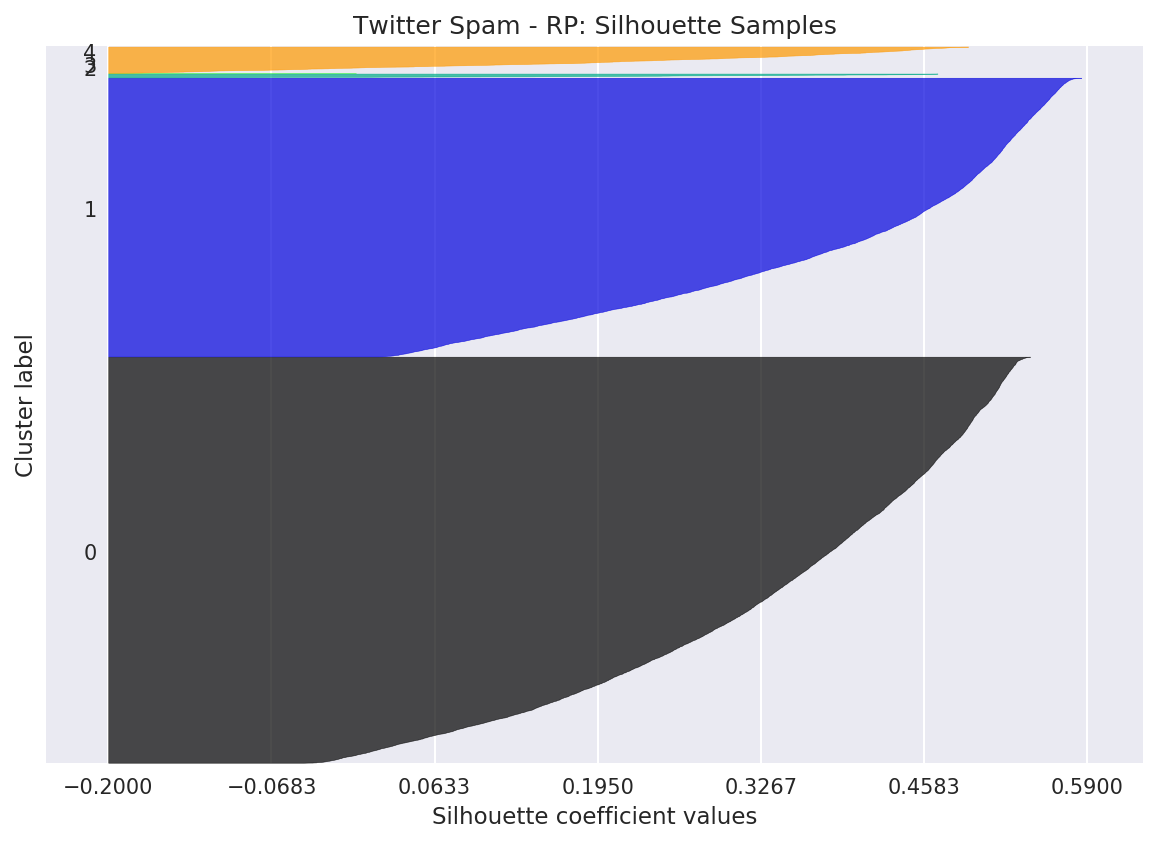 Twitter Spam - RP: Silhouette Samples
4
3
2
1
0
Cluster label
−0.2000 −0.0683 0.0633 0.1950 0.3267 0.4583 0.5900
Silhouette coefficient values